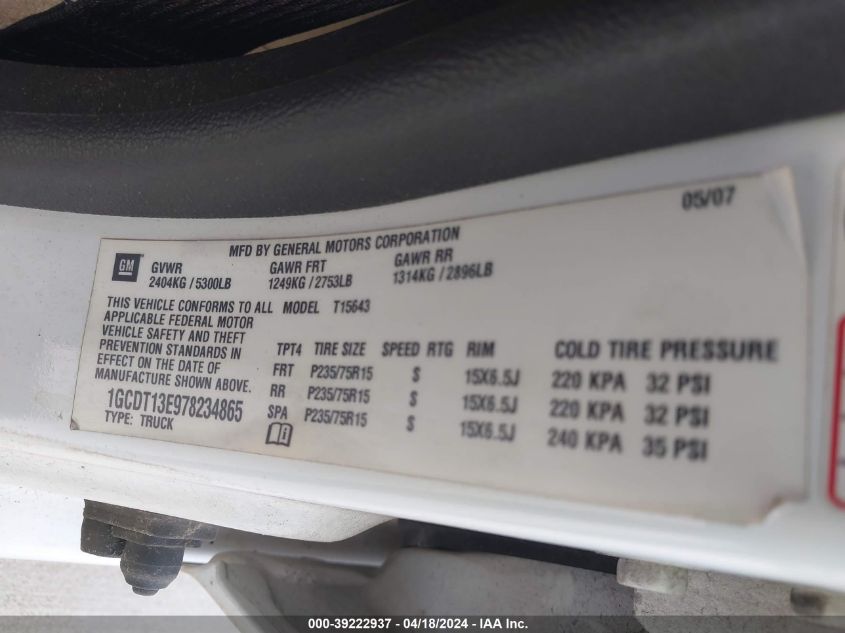 05/07
MFD BY GENERAL MOTORS CORPORATION
GM
GVWR GAWR FRT GAWR RR
2404KG / 5300LB 1249KG / 2753LB 1314KG / 2896LB
THIS VEHICLE CONFORMS TO ALL MODEL T15643
APPLICABLE FEDERAL MOTOR
VEHICLE SAFETY AND THEFT
PREVENTION STANDARDS IN
EFFECT ON THE DATE OF
MANUFACTURE SHOWN ABOVE.
1GCDT13E978234865
TYPE: TRUCK
TPT4 TIRE SIZE SPEED RTG RIM COLD TIRE PRESSURE
FRT P235/75R15 S 15X6.5J 220 KPA 32 PSI
RR P235/75R15 S 15X6.5J 220 KPA 32 PSI
SPA P235/75R15 S 15X6.5J 240 KPA 35 PSI
000-39222937 - 04/18/2024 - IAA Inc.